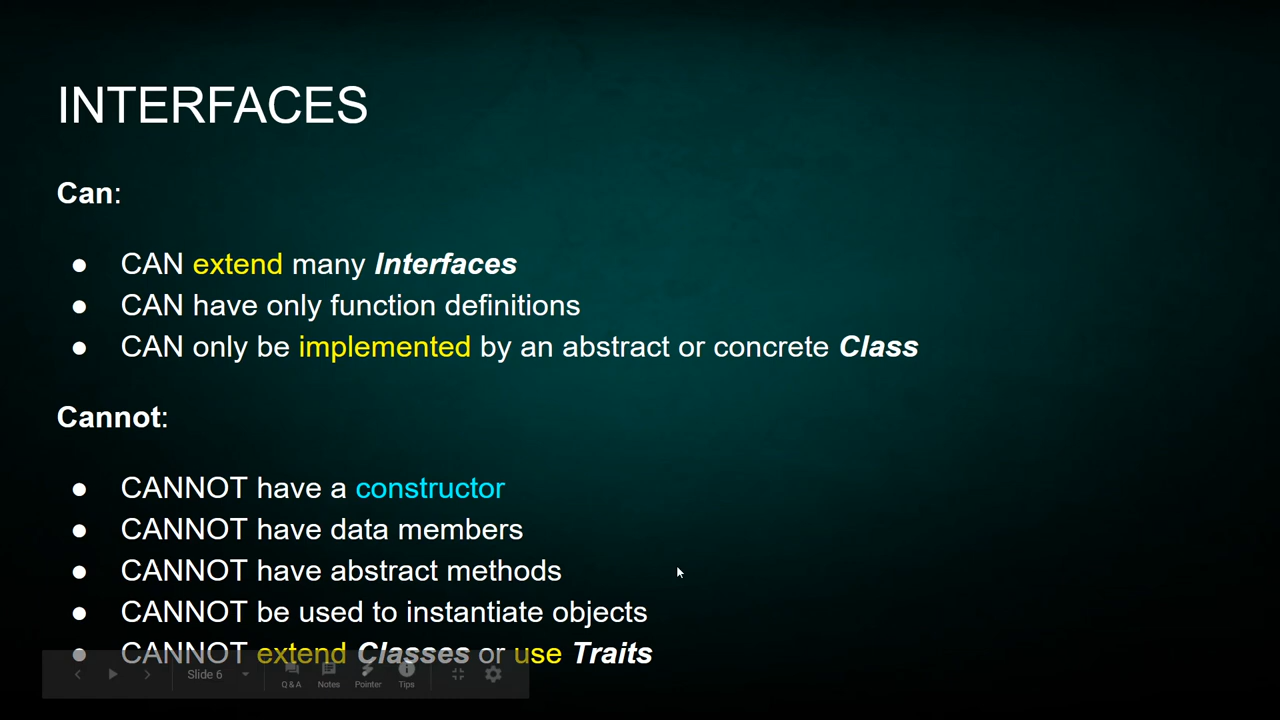 INTERFACES
Can:
● CAN extend many Interfaces
● CAN have only function definitions
● CAN only be implemented by an abstract or concrete Class
Cannot:
● CANNOT have a constructor
● CANNOT have data members
● CANNOT have abstract methods
● CANNOT be used to instantiate objects
● CANNOT extend Classes or use Traits
Slide 6
Q & A Notes Pointer Tips